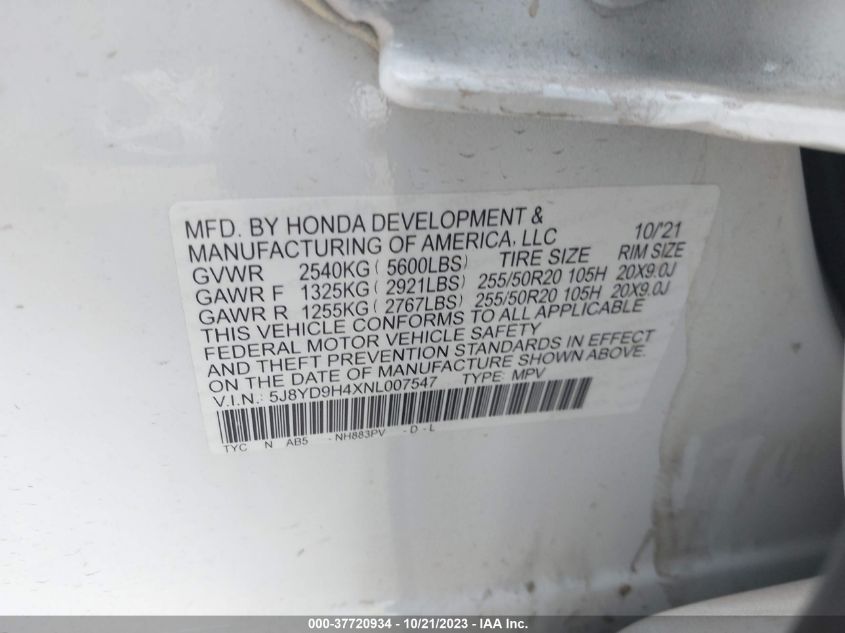 MFD. BY HONDA DEVELOPMENT &
MANUFACTURING OF AMERICA, LLC 10/'21
GVWR 2540KG ( 5600LBS) TIRE SIZE RIM SIZE
GAWR F 1325KG ( 2921LBS) 255/50R20 105H 20X9.0J
GAWR R 1255KG ( 2767LBS) 255/50R20 105H 20X9.0J
THIS VEHICLE CONFORMS TO ALL APPLICABLE
FEDERAL MOTOR VEHICLE SAFETY
AND THEFT PREVENTION STANDARDS IN EFFECT
ON THE DATE OF MANUFACTURE SHOWN ABOVE.
V.I.N.: 5J8YD9H4XNL007547 TYPE: MPV
TYC N AB5 -NH883PV -D-L
000-37720934 - 10/21/2023 - IAA Inc.